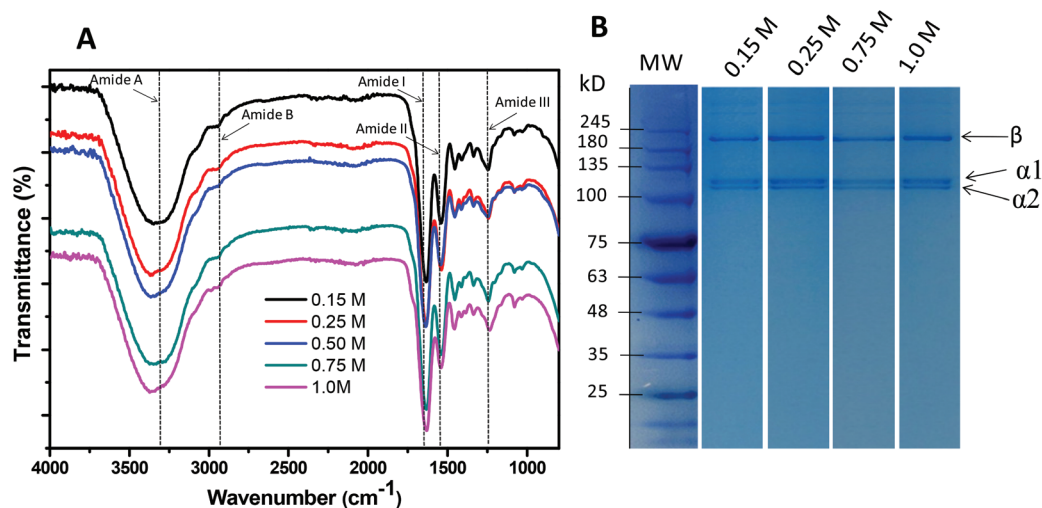 A
Amide A
Amide B
Amide I
Amide II
Amide III
Transmittance (%)
0.15 M
0.25 M
0.50 M
0.75 M
1.0M
4000 3500 3000 2500 2000 1500 1000
Wavenumber (cm-1)
B
MW
0.15 M
0.25 M
0.75 M
1.0 M
kD
245
180
135
100
75
63
48
35
25
β
α1
α2